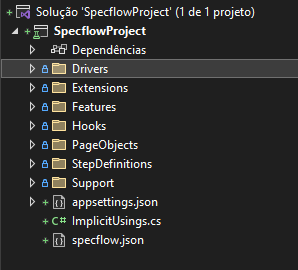 Solução 'SpecflowProject' (1 de 1 projeto)
SpecflowProject
Dependências
Drivers
Extensions
Features
Hooks
PageObjects
StepDefinitions
Support
appsettings.json
C# ImplicitUsings.cs
specflow.json